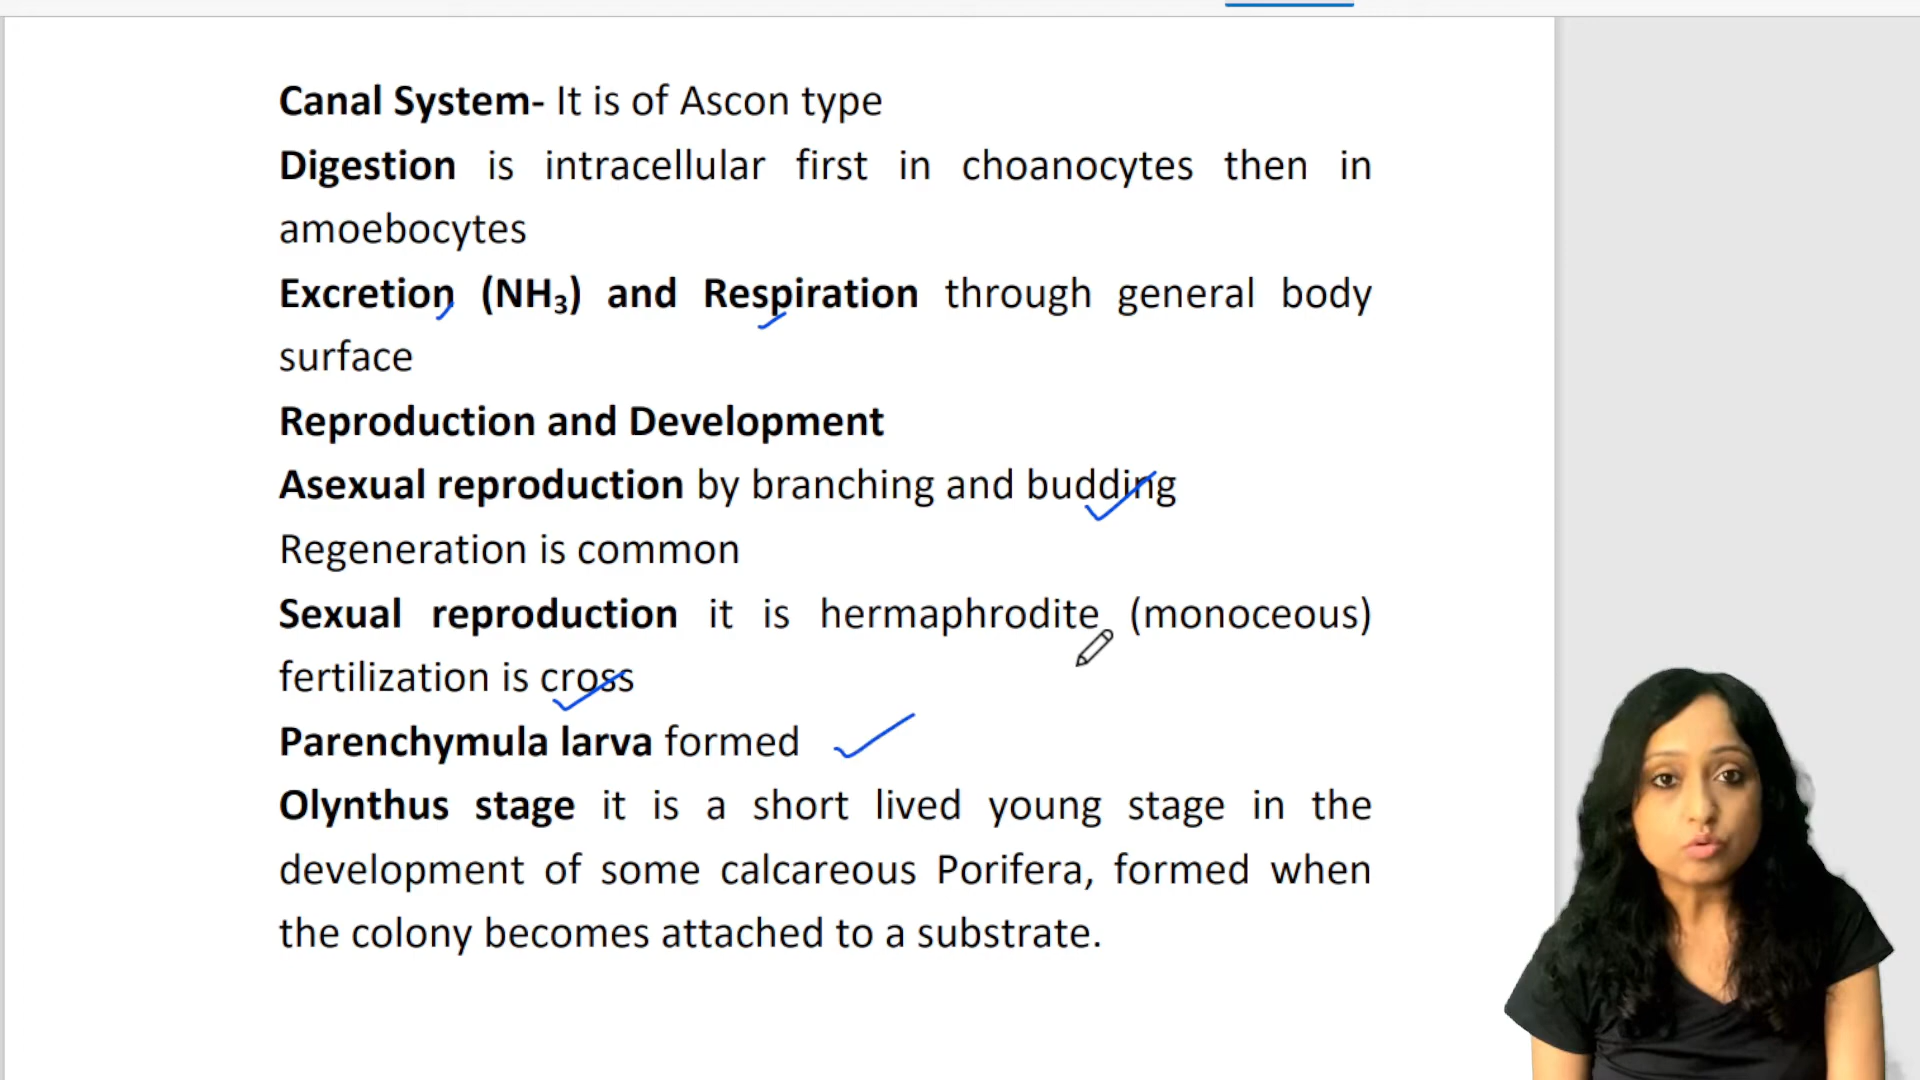 Canal System- It is of Ascon type
Digestion is intracellular first in choanocytes then in
amoebocytes
Excretion (NH₃) and Respiration through general body
surface
Reproduction and Development
Asexual reproduction by branching and budding
Regeneration is common
Sexual reproduction it is hermaphrodite (monoceous)
fertilization is cross
Parenchymula larva formed
Olynthus stage it is a short lived young stage in the
development of some calcareous Porifera, formed when
the colony becomes attached to a substrate.